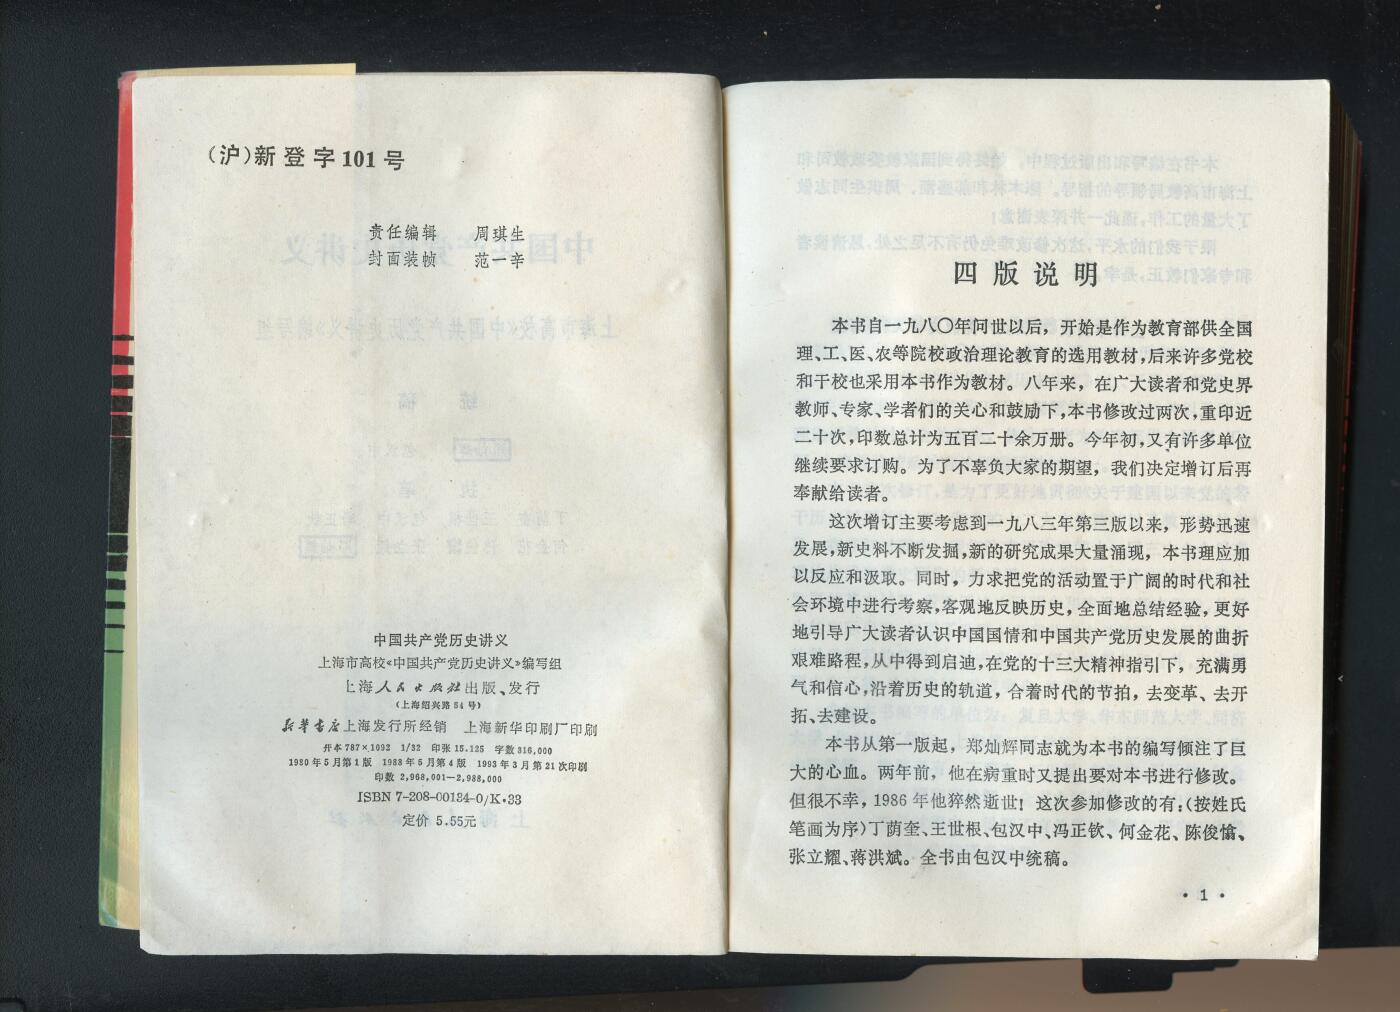 (沪)新登字101号
责任编辑　周琪生
封面装帧　范一辛
中国共产党历史讲义
上海市高校《中国共产党历史讲义》编写组
上海人民出版社出版、发行
(上海绍兴路54号)
新华书店上海发行所经销　上海新华印刷厂印刷
开本 787×1092　1/32　印张 15.125　字数 316,000
1980年5月第1版　1988年6月第4版　1993年3月第21次印刷
印数 2,968,001—2,988,000
ISBN 7-208-00184-0/K·33
定价 5.55元
四版说明
本书自一九八〇年问世以后，开始是作为教育部供全国
理、工、医、农等院校政治理论教育的选用教材，后来许多党校
和干校也采用本书作为教材。八年来，在广大读者和党史界
教师、专家、学者们的关心和鼓励下，本书修改过两次，重印近
二十次，印数总计为五百二十余万册。今年初，又有许多单位
继续要求订购。为了不辜负大家的期望，我们决定增订后再
奉献给读者。
这次增订主要考虑到一九八三年第三版以来，形势迅速
发展，新史料不断发掘，新的研究成果大量涌现，本书理应加
以反应和汲取。同时，力求把党的活动置于广阔的时代和社
会环境中进行考察，客观地反映历史，全面地总结经验，更好
地引导广大读者认识中国国情和中国共产党历史发展的曲折
艰难路程，从中得到启迪，在党的十三大精神指引下，充满勇
气和信心，沿着历史的轨道，合着时代的节拍，去变革、去开
拓、去建设。
本书从第一版起，郑灿辉同志就为本书的编写倾注了巨
大的心血。两年前，他在病重时又提出要对本书进行修改。
但很不幸，1986年他猝然逝世！这次参加修改的有：(按姓氏
笔画为序)丁荫奎、王世根、包汉中、冯正钦、何金花、陈俊愉、
张立耀、蒋洪斌。全书由包汉中统稿。
· 1 ·